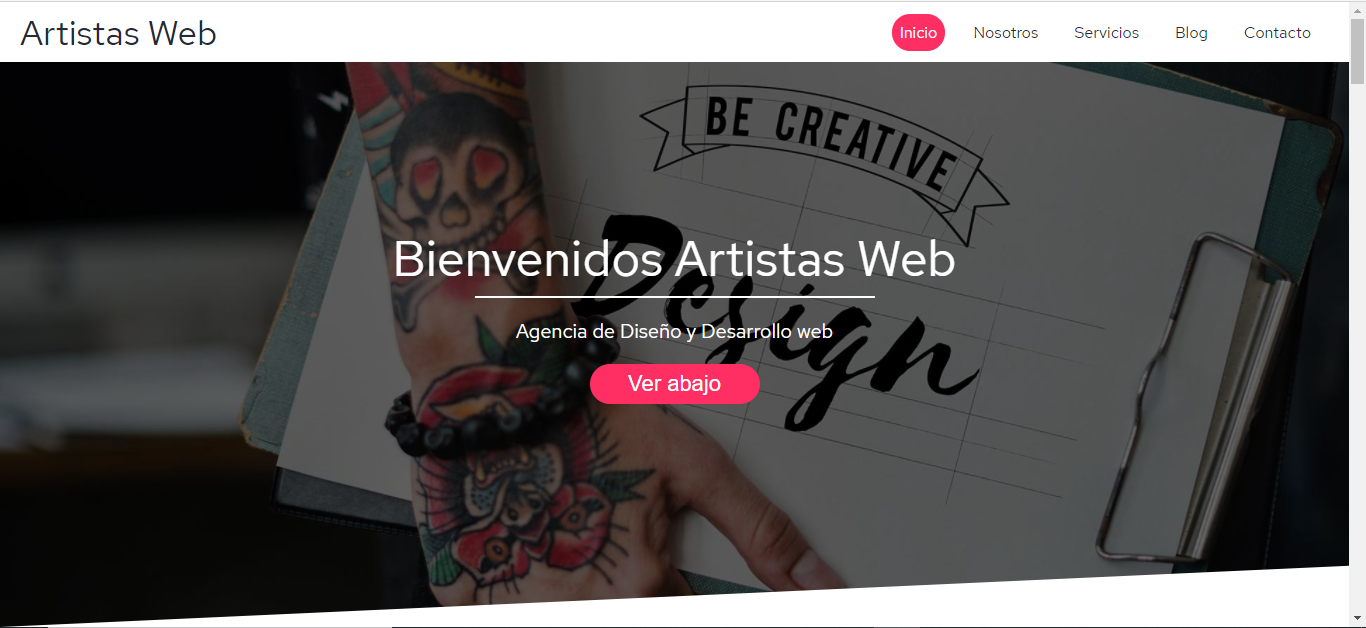 Artistas Web
Inicio Nosotros Servicios Blog Contacto
BE CREATIVE
Design
Bienvenidos Artistas Web
Agencia de Diseño y Desarrollo web
Ver abajo